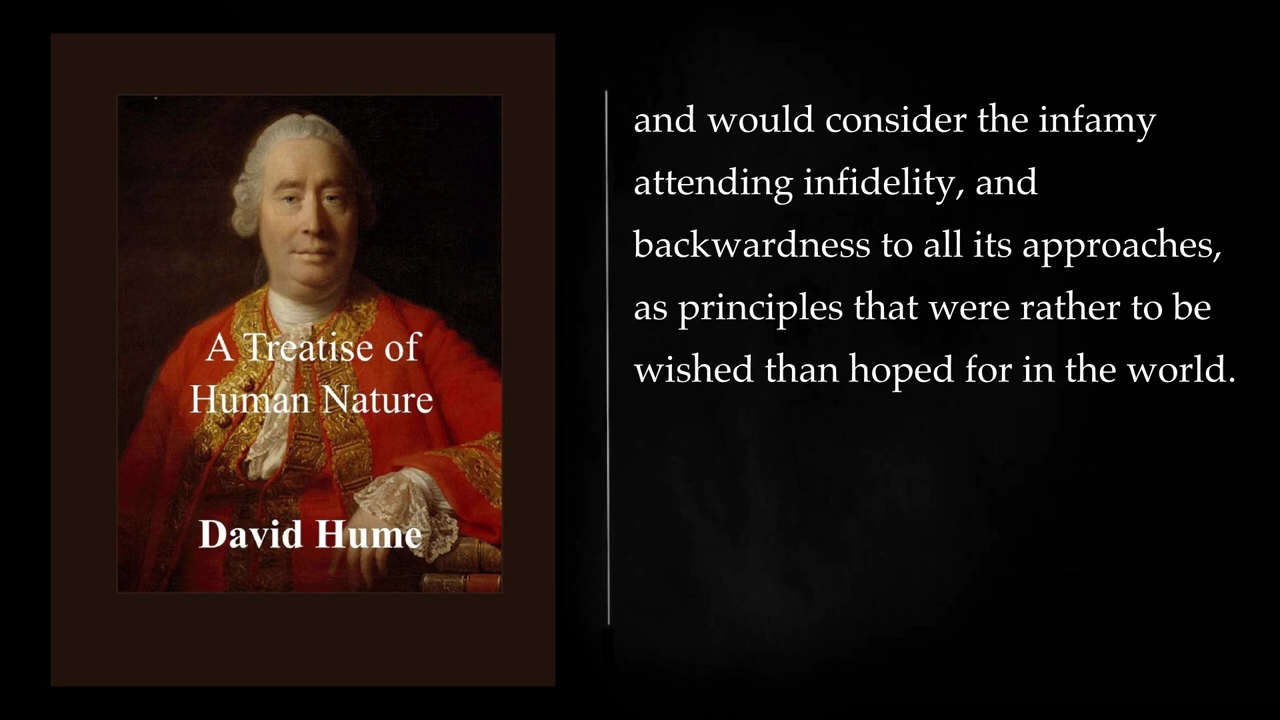 A Treatise of
Human Nature
David Hume
and would consider the infamy
attending infidelity, and
backwardness to all its approaches,
as principles that were rather to be
wished than hoped for in the world.